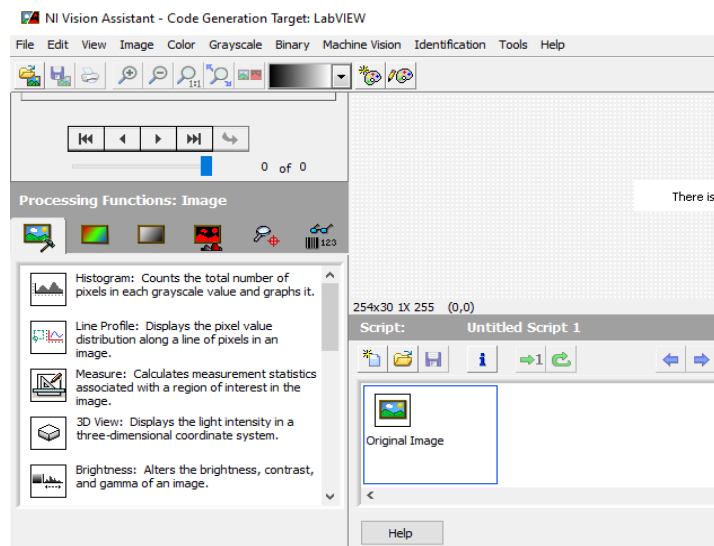 NI Vision Assistant - Code Generation Target: LabVIEW
File Edit View Image Color Grayscale Binary Machine Vision Identification Tools Help
1:1
0 of 0
Processing Functions: Image
123
There is
Histogram: Counts the total number of
pixels in each grayscale value and graphs it.
Line Profile: Displays the pixel value
distribution along a line of pixels in an
image.
Measure: Calculates measurement statistics
associated with a region of interest in the
image.
3D View: Displays the light intensity in a
three-dimensional coordinate system.
Brightness: Alters the brightness, contrast,
and gamma of an image.
254x30 1X 255 (0,0)
Script: Untitled Script 1
1
Original Image
Help